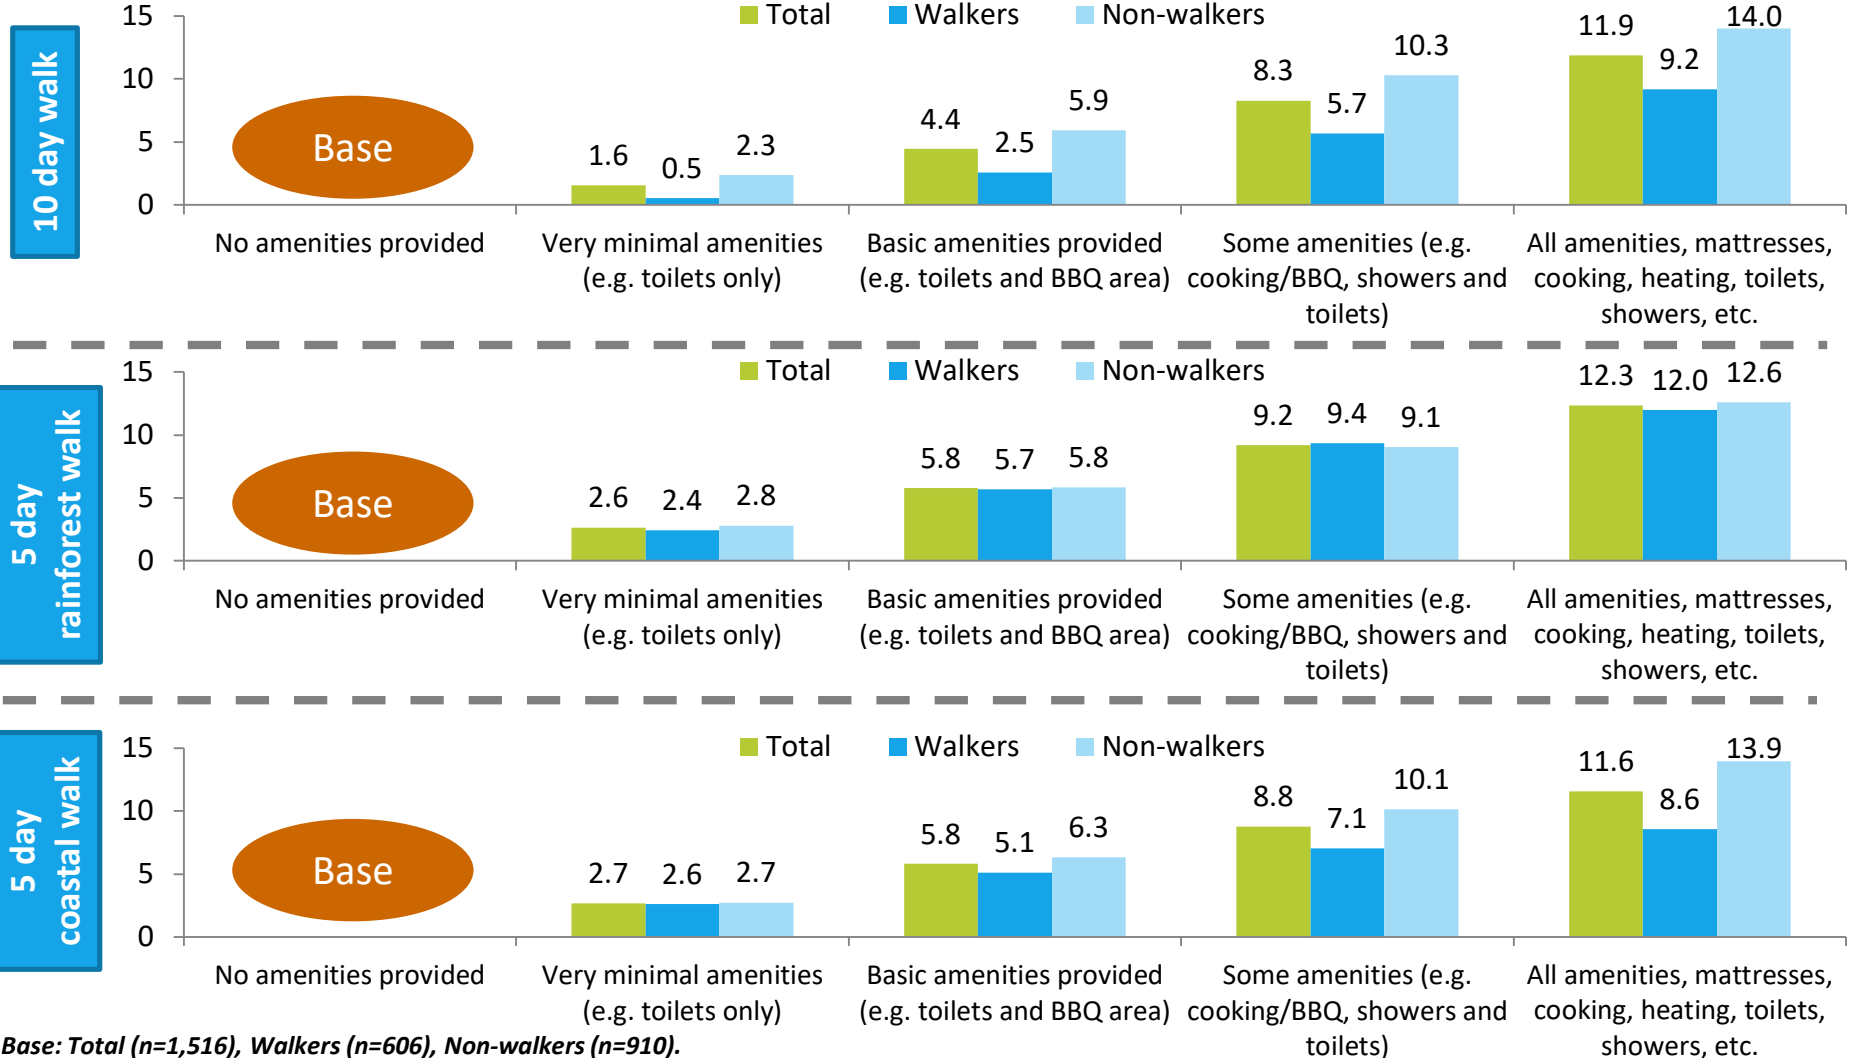 15
Total Walkers Non-walkers
14.0
11.9
10.3
9.2
10
8.3
5.9
5.7
4.4
Base
5
2.5
2.3
1.6
0.5
0
10 day walk
No amenities provided
Very minimal amenities
(e.g. toilets only)
Basic amenities provided
(e.g. toilets and BBQ area)
Some amenities (e.g.
cooking/BBQ, showers and
toilets)
All amenities, mattresses,
cooking, heating, toilets,
showers, etc.
15
Total Walkers Non-walkers
12.3 12.0 12.6
9.2 9.4 9.1
10
5.8 5.7 5.8
Base
5
2.6 2.4 2.8
0
5 day
rainforest walk
No amenities provided
Very minimal amenities
(e.g. toilets only)
Basic amenities provided
(e.g. toilets and BBQ area)
Some amenities (e.g.
cooking/BBQ, showers and
toilets)
All amenities, mattresses,
cooking, heating, toilets,
showers, etc.
15
Total Walkers Non-walkers
13.9
11.6
10.1
8.8
8.6
10
7.1
6.3
5.8
5.1
Base
5
2.7 2.6 2.7
0
5 day
coastal walk
No amenities provided
Very minimal amenities
(e.g. toilets only)
Basic amenities provided
(e.g. toilets and BBQ area)
Some amenities (e.g.
cooking/BBQ, showers and
toilets)
All amenities, mattresses,
cooking, heating, toilets,
showers, etc.
Base: Total (n=1,516), Walkers (n=606), Non-walkers (n=910).